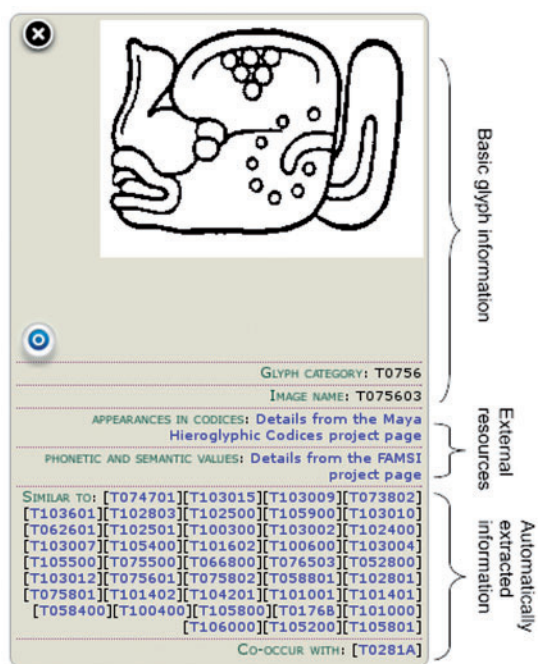 GLYPH CATEGORY: T0756
IMAGE NAME: T075603
APPEARANCES IN CODICES: Details from the Maya
Hieroglyphic Codices project page
PHONETIC AND SEMANTIC VALUES: Details from the FAMSI
project page
SIMILAR TO: [T074701][T103015][T103009][T073802]
[T103601][T102803][T102500][T105900][T103010]
[T062601][T102501][T100300][T103002][T102400]
[T103007][T105400][T101602][T100600][T103004]
[T105500][T075500][T066800][T076503][T052800]
[T103012][T075601][T075802][T058801][T102801]
[T075801][T101402][T104201][T101001][T101401]
[T058400][T100400][T105800][T0176B][T101000]
[T106000][T105200][T105801]
CO-OCCUR WITH: [T0281A]
Basic glyph information
External
resources
Automatically
extracted
information